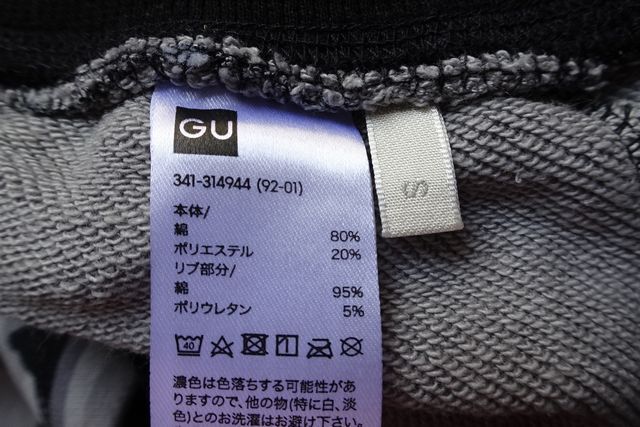 GU
S
341-314944 (92-01)
本体/
綿 80%
ポリエステル 20%
リブ部分/
綿 95%
ポリウレタン 5%
40
濃色は色落ちする可能性があ
りますので、他の物(特に白、淡
色)とのお洗濯はお避け下さい。